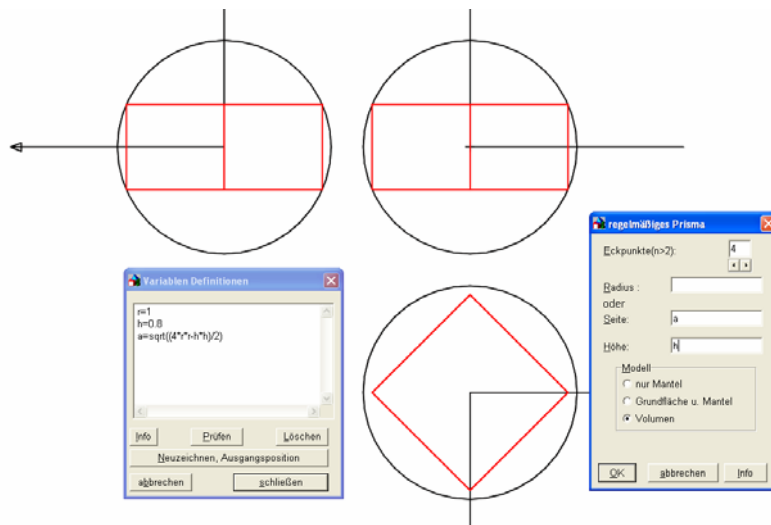 Variablen Definitionen
r=1
h=0.8
a=sqrt((4*r*r-h*h)/2)
Info Prüfen Löschen
Neuzeichnen, Ausgangsposition
abbrechen schließen
regelmäßiges Prisma
Eckpunkte(n>2): 4
Radius :
oder
Seite: a
Höhe: h
Modell
nur Mantel
Grundfläche u. Mantel
Volumen
OK abbrechen Info